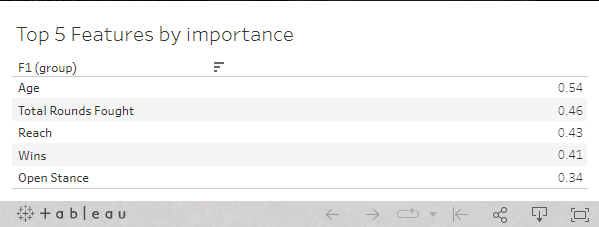 Top 5 Features by importance
F1 (group)
Age 0.54
Total Rounds Fought 0.46
Reach 0.43
Wins 0.41
Open Stance 0.34
+ableau